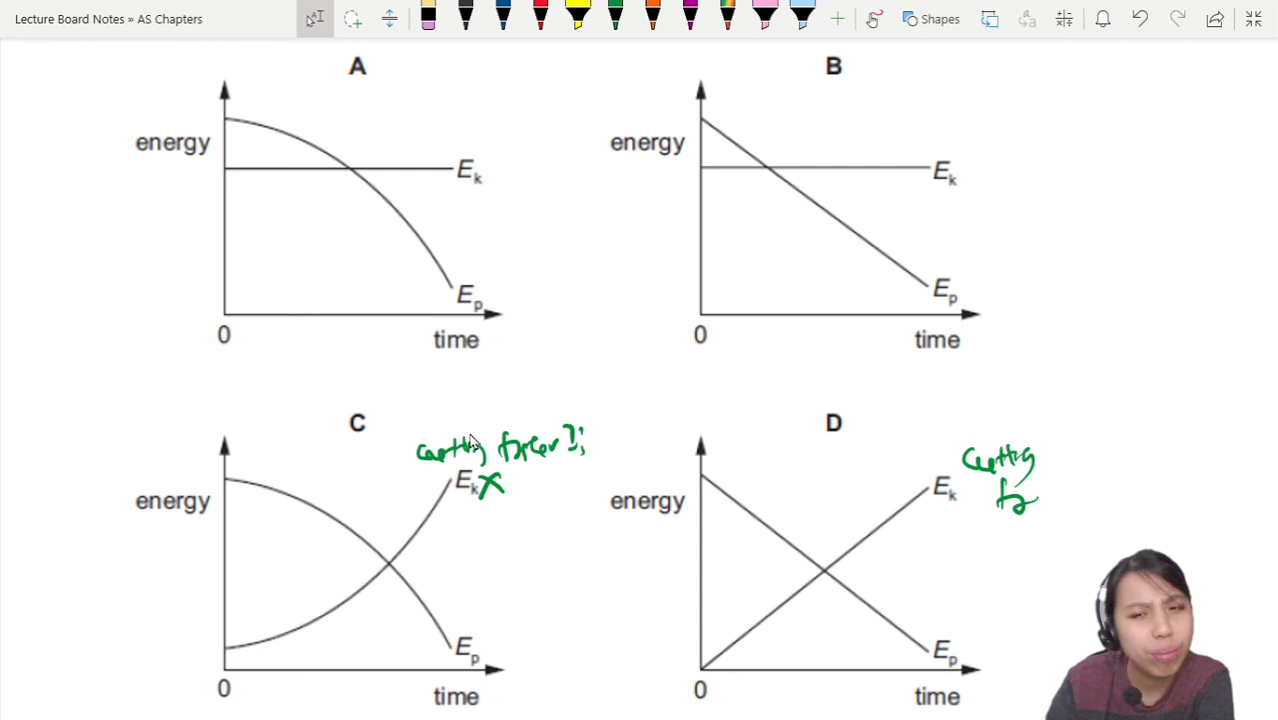 Lecture Board Notes » AS Chapters
Shapes
A
B
energy
energy
Ek
Ek
Ep
Ep
0
time
0
time
C
D
getting faster?;
getting
energy
Ek X
energy
Ek
Ep
Ep
0
time
0
time